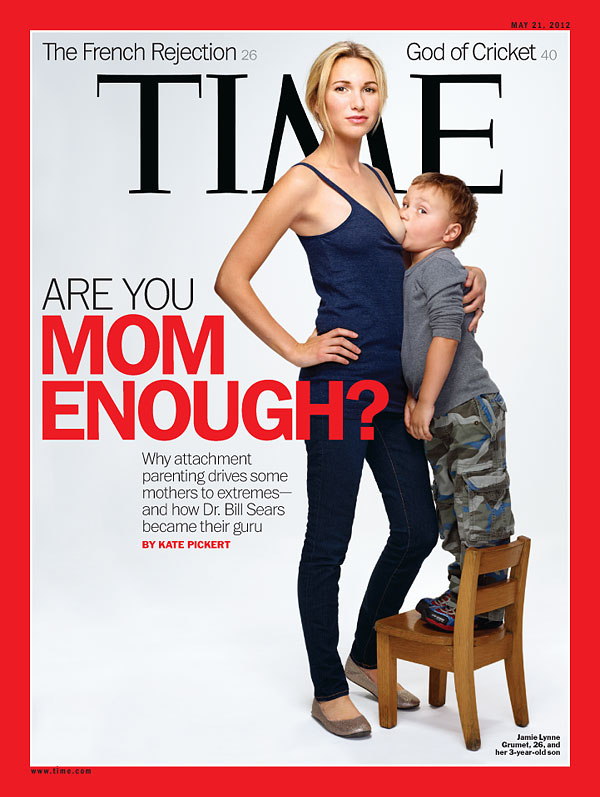 MAY 21, 2012
The French Rejection 26
God of Cricket 40
TIME
ARE YOU
MOM
ENOUGH?
Why attachment
parenting drives some
mothers to extremes—
and how Dr. Bill Sears
became their guru
BY KATE PICKERT
Jamie Lynne
Grumet, 26, and
her 3-year-old son
www.time.com